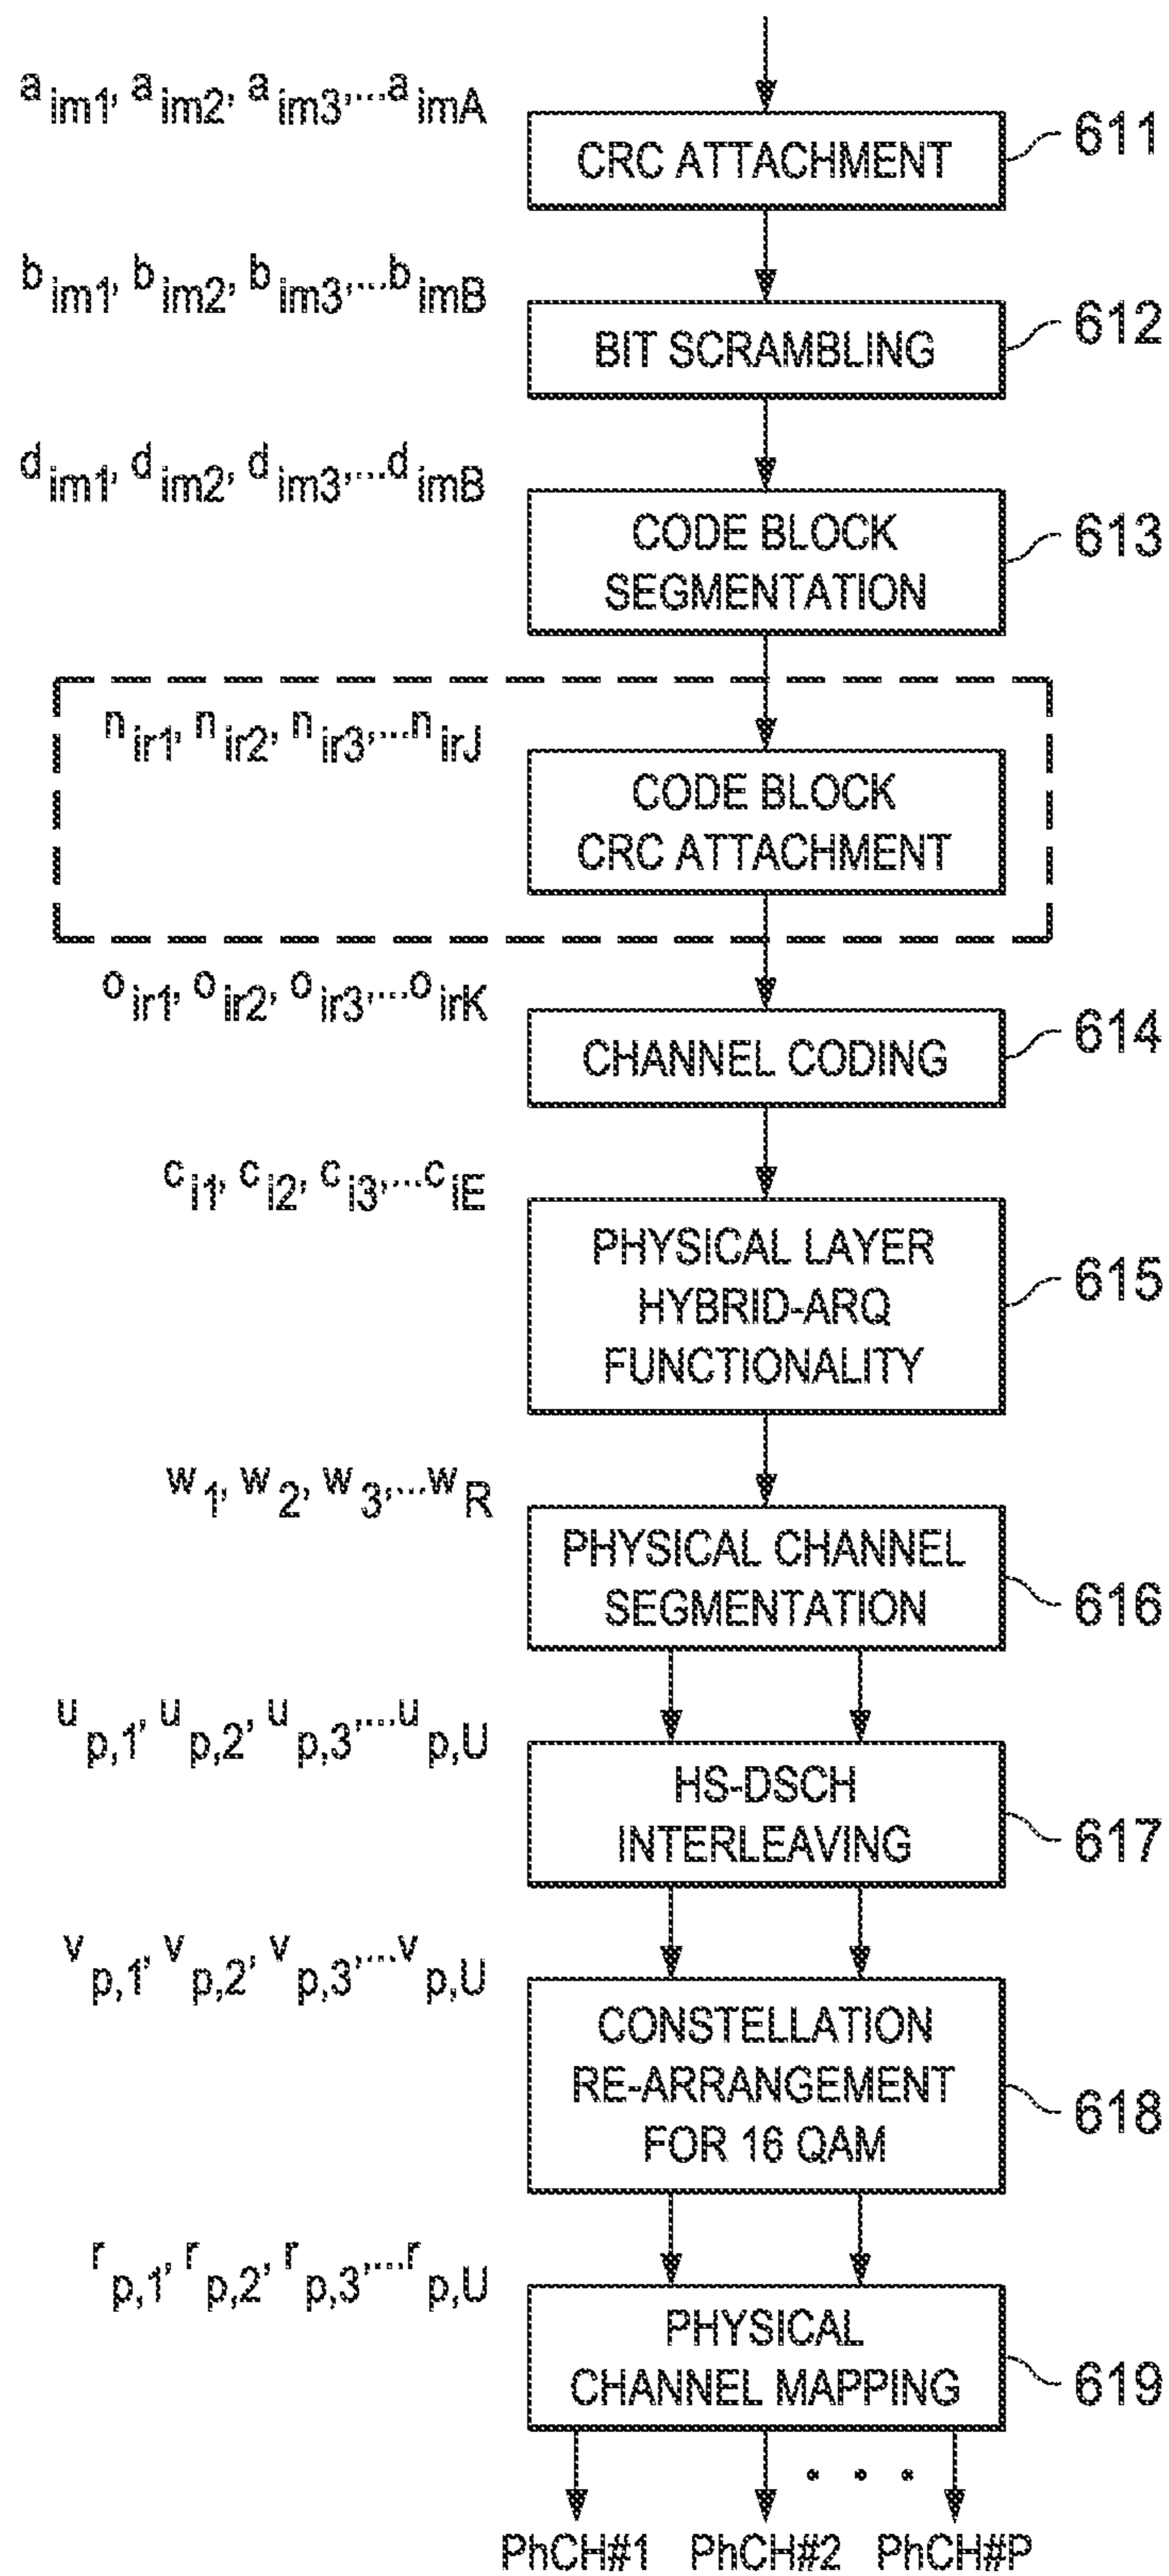 a im1, a im2, a im3,...a imA
CRC ATTACHMENT
611
b im1, b im2, b im3,...b imB
BIT SCRAMBLING
612
d im1, d im2, d im3,...d imB
CODE BLOCK
SEGMENTATION
613
n ir1, n ir2, n ir3,...n irJ
CODE BLOCK
CRC ATTACHMENT
o ir1, o ir2, o ir3,...o irK
CHANNEL CODING
614
c i1, c i2, c i3,...c iE
PHYSICAL LAYER
HYBRID-ARQ
FUNCTIONALITY
615
w 1, w 2, w 3,...w R
PHYSICAL CHANNEL
SEGMENTATION
616
u p,1, u p,2, u p,3,...u p,U
HS-DSCH
INTERLEAVING
617
v p,1, v p,2, v p,3,...v p,U
CONSTELLATION
RE-ARRANGEMENT
FOR 16 QAM
618
r p,1, r p,2, r p,3,...r p,U
PHYSICAL
CHANNEL MAPPING
619
. . .
PhCH#1 PhCH#2 PhCH#P